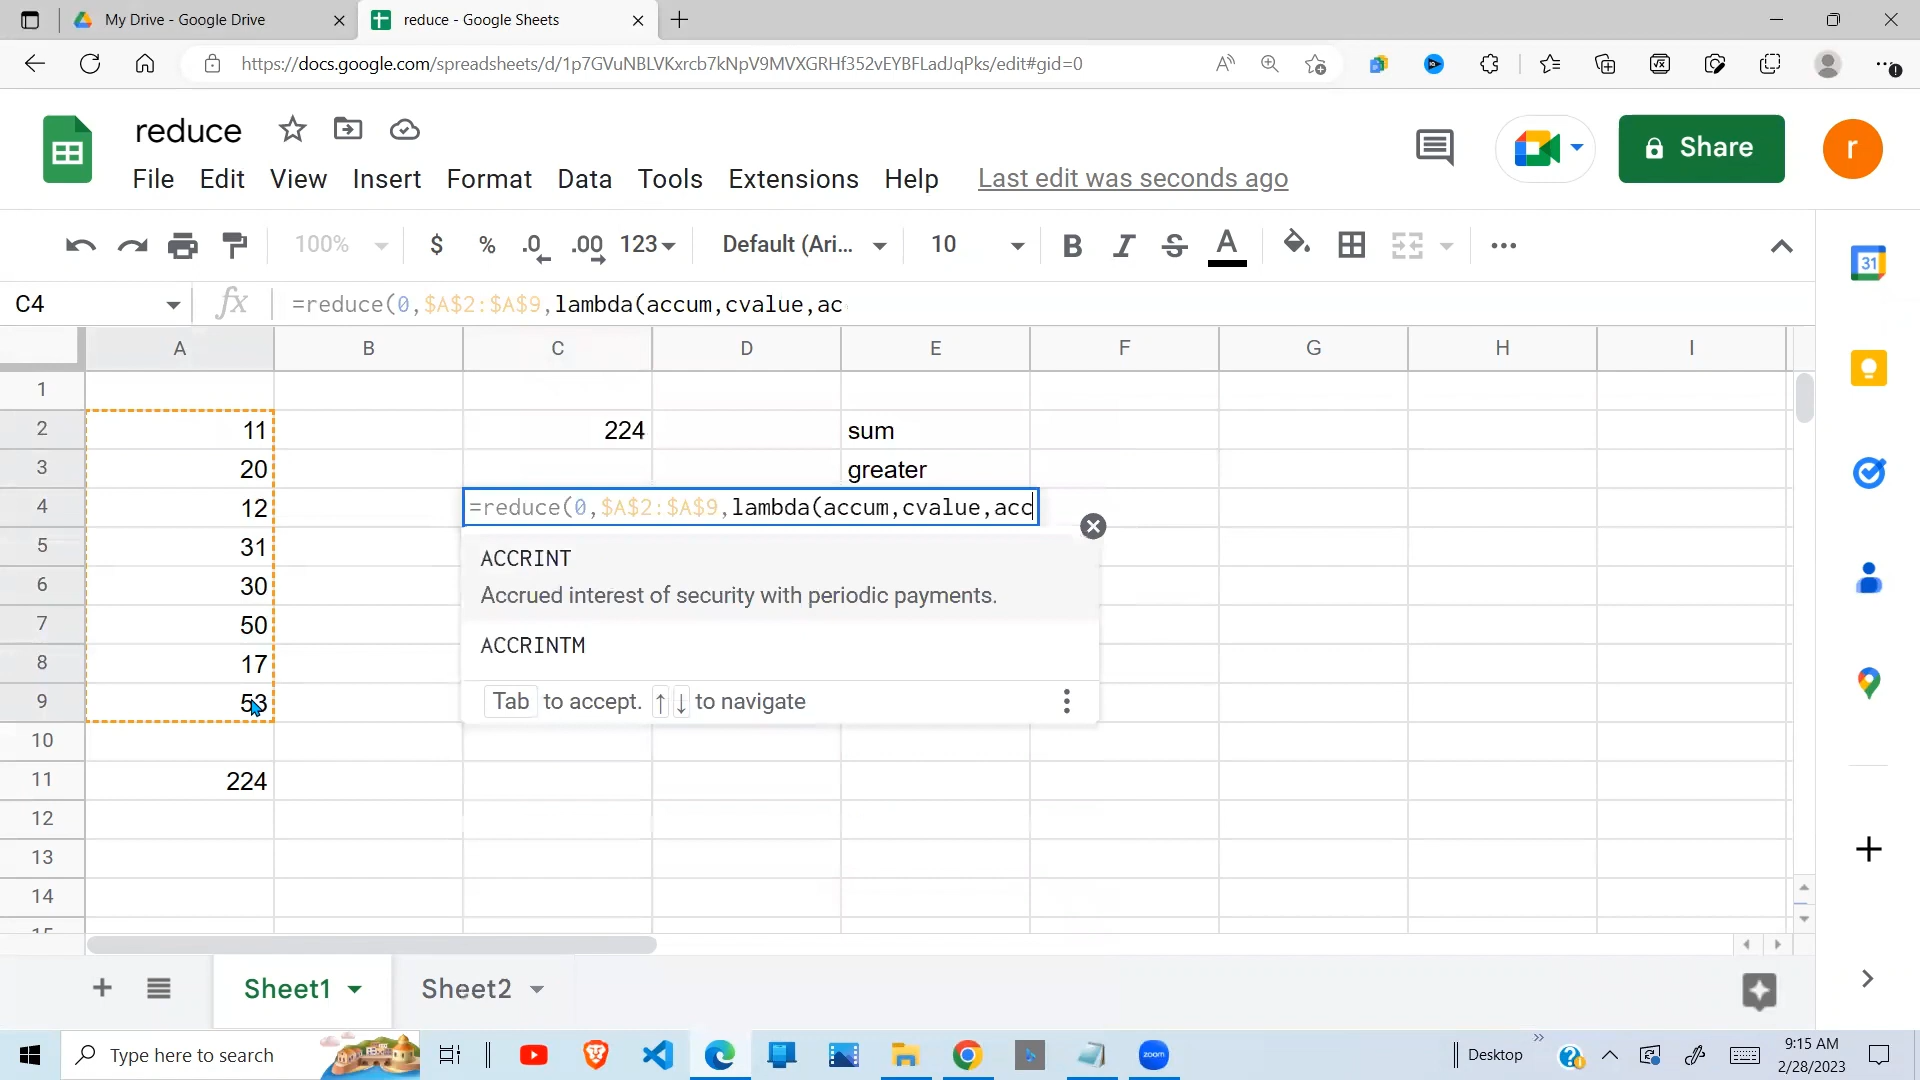 My Drive - Google Drive
reduce - Google Sheets
https://docs.google.com/spreadsheets/d/1p7GVuNBLVKxrcb7kNpV9MVXGRHf352vEYBFLadJqPks/edit#gid=0
reduce
Share
r
File Edit View Insert Format Data Tools Extensions Help Last edit was seconds ago
100% $ % .0 .00 123 Default (Ari... 10 B I S A
31
C4 fx =reduce(0,$A$2:$A$9,lambda(accum,cvalue,ac
A B C D E F G H I
1
2 11 224 sum
3 20 greater
4 12 =reduce(0,$A$2:$A$9,lambda(accum,cvalue,acc
5 31 ACCRINT
Accrued interest of security with periodic payments.
6 30
ACCRINTM
7 50
8 17
Tab to accept. ↑ ↓ to navigate
9 53
10
11 224
12
13
14
15
Sheet1 Sheet2
Type here to search
zoom
Desktop
9:15 AM
2/28/2023